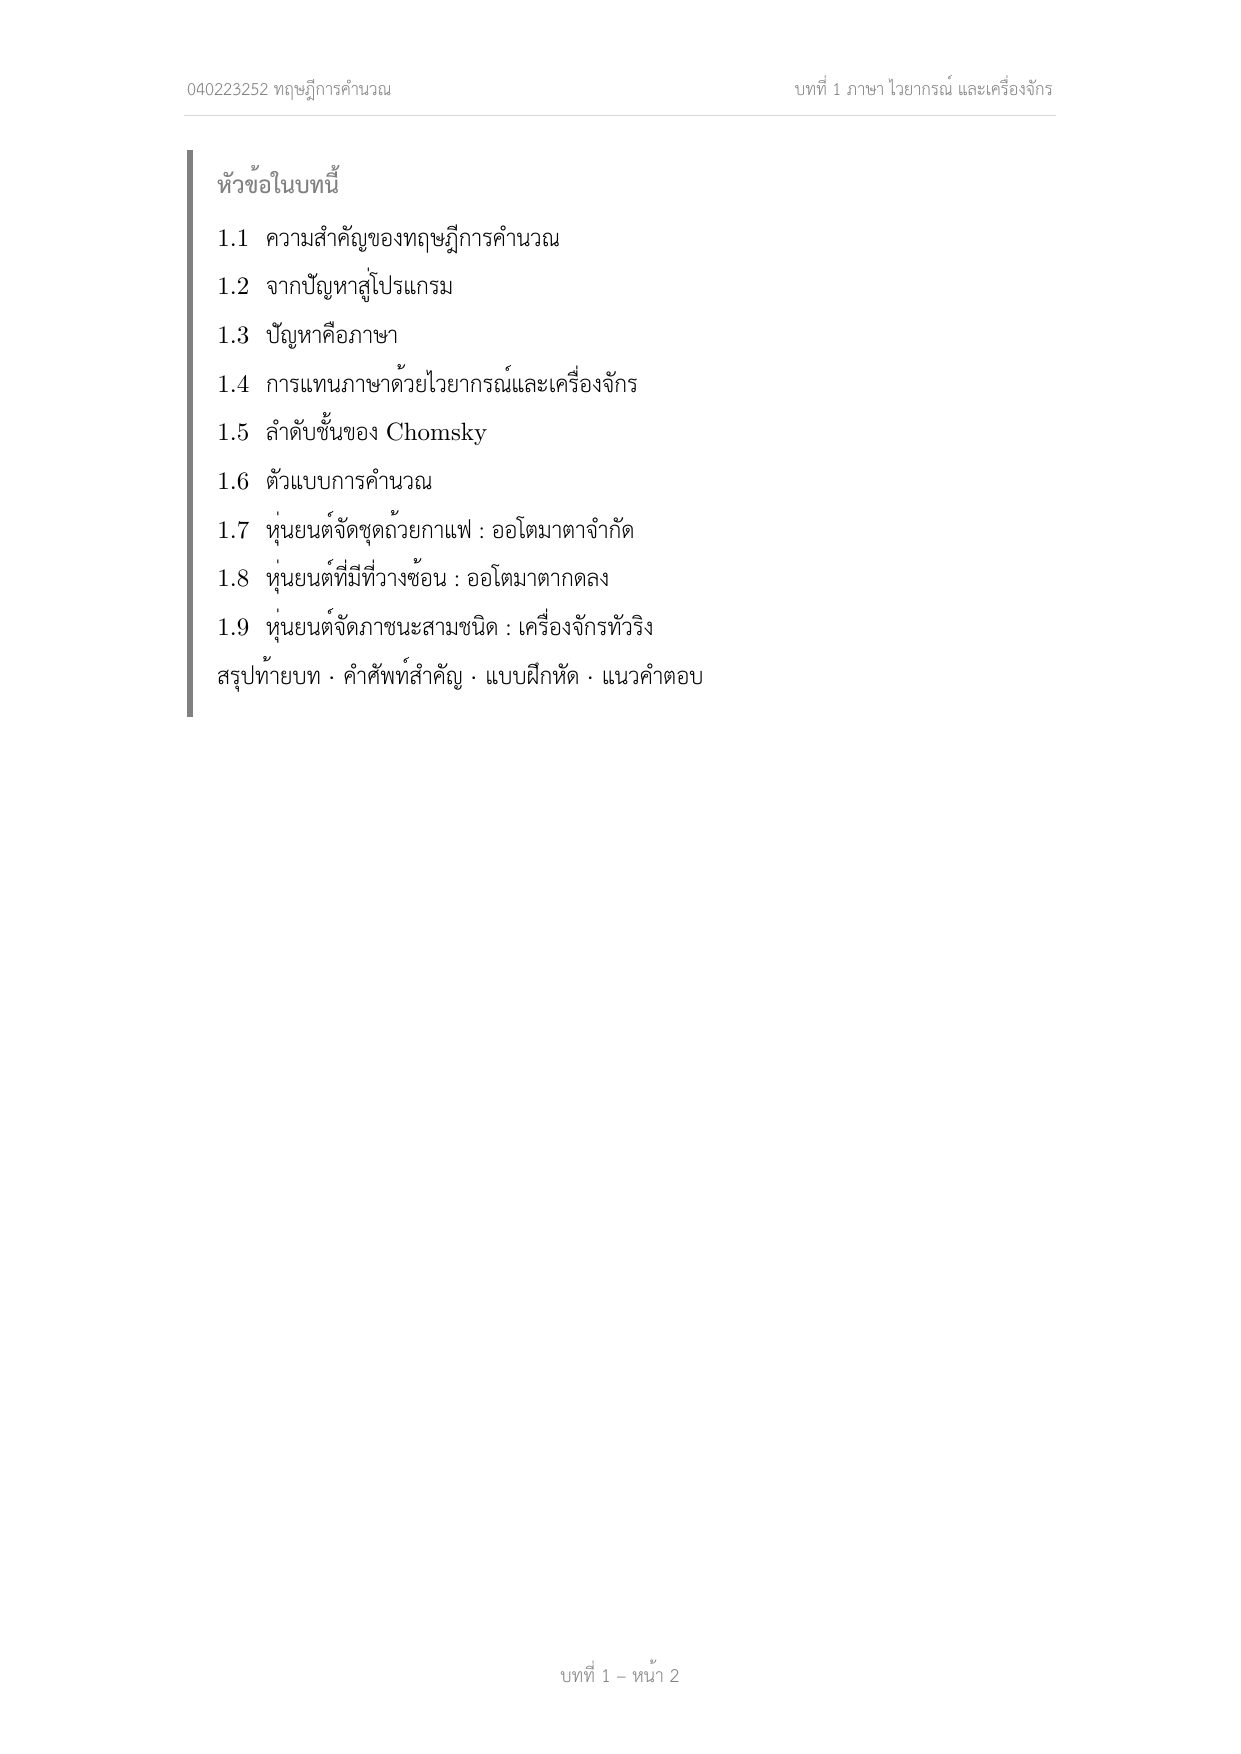 040223252 ทฤษฎีการคำนวณ
บทที่ 1 ภาษา ไวยากรณ์ และเครื่องจักร
หัวข้อในบทนี้
1.1 ความสำคัญของทฤษฎีการคำนวณ
1.2 จากปัญหาสู่โปรแกรม
1.3 ปัญหาคือภาษา
1.4 การแทนภาษาด้วยไวยากรณ์และเครื่องจักร
1.5 ลำดับชั้นของ Chomsky
1.6 ตัวแบบการคำนวณ
1.7 หุ่นยนต์จัดชุดถ้วยกาแฟ : ออโตมาตาจำกัด
1.8 หุ่นยนต์ที่มีที่วางซ้อน : ออโตมาตากดลง
1.9 หุ่นยนต์จัดภาชนะสามชนิด : เครื่องจักรทัวริง
สรุปท้ายบท · คำศัพท์สำคัญ · แบบฝึกหัด · แนวคำตอบ
บทที่ 1 – หน้า 2